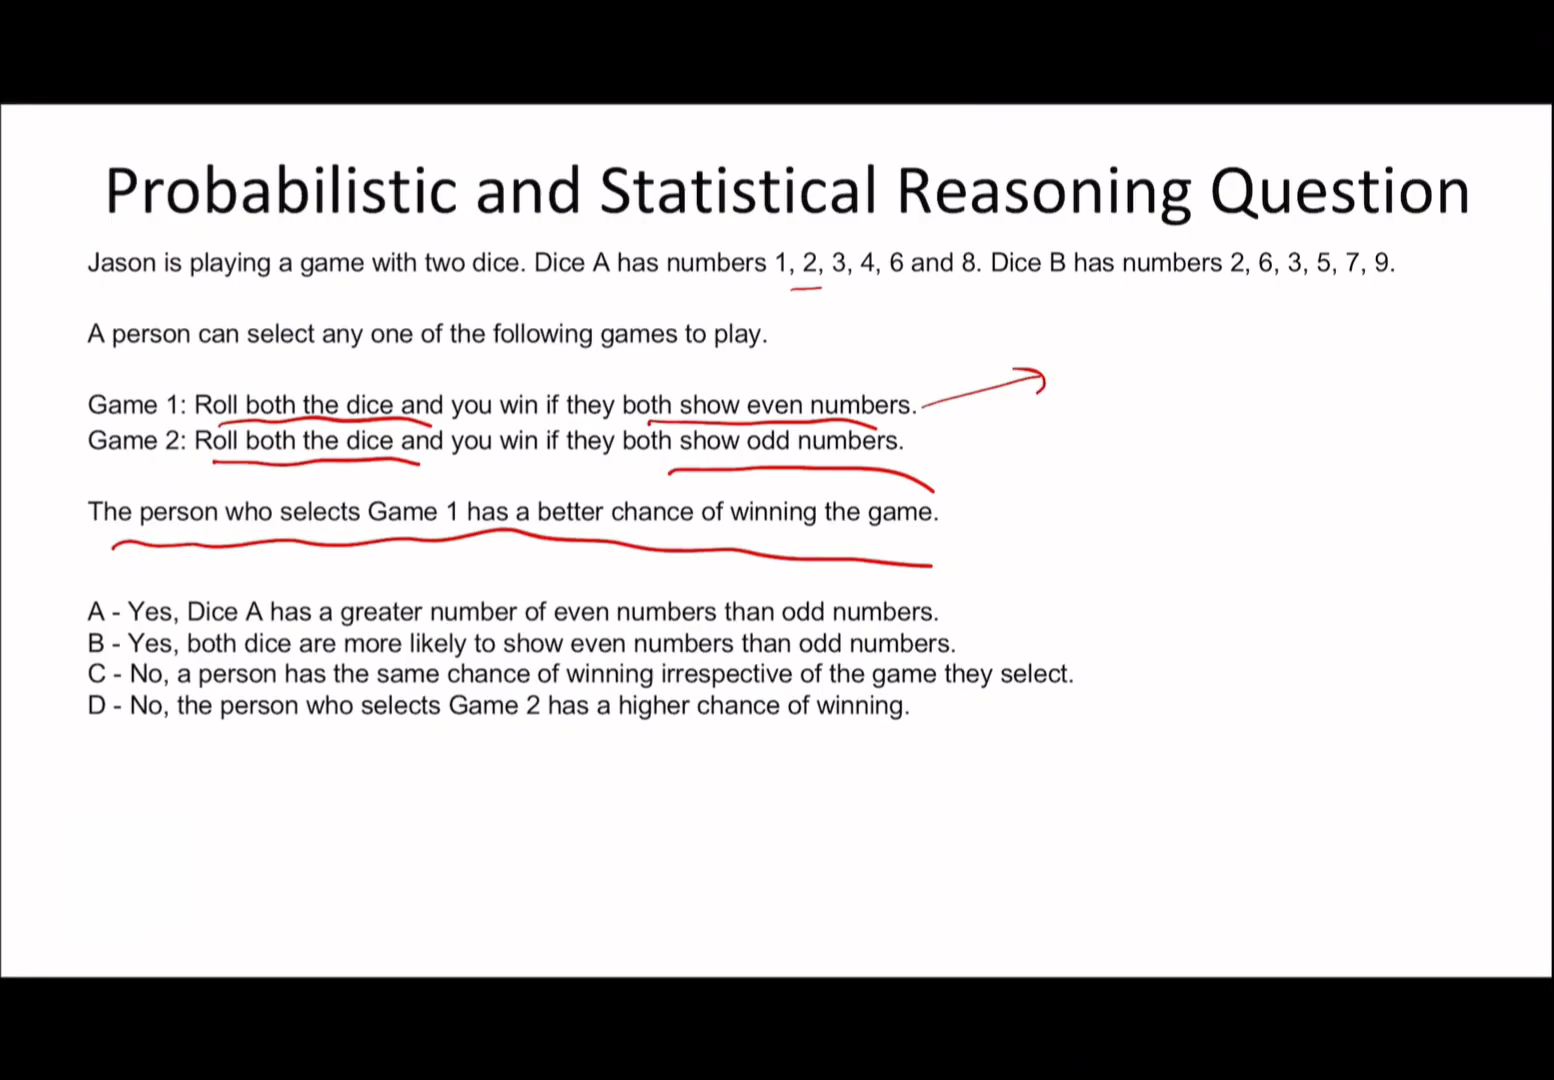 Probabilistic and Statistical Reasoning Question
Jason is playing a game with two dice. Dice A has numbers 1, 2, 3, 4, 6 and 8. Dice B has numbers 2, 6, 3, 5, 7, 9.
A person can select any one of the following games to play.
Game 1: Roll both the dice and you win if they both show even numbers.
Game 2: Roll both the dice and you win if they both show odd numbers.
The person who selects Game 1 has a better chance of winning the game.
A - Yes, Dice A has a greater number of even numbers than odd numbers.
B - Yes, both dice are more likely to show even numbers than odd numbers.
C - No, a person has the same chance of winning irrespective of the game they select.
D - No, the person who selects Game 2 has a higher chance of winning.